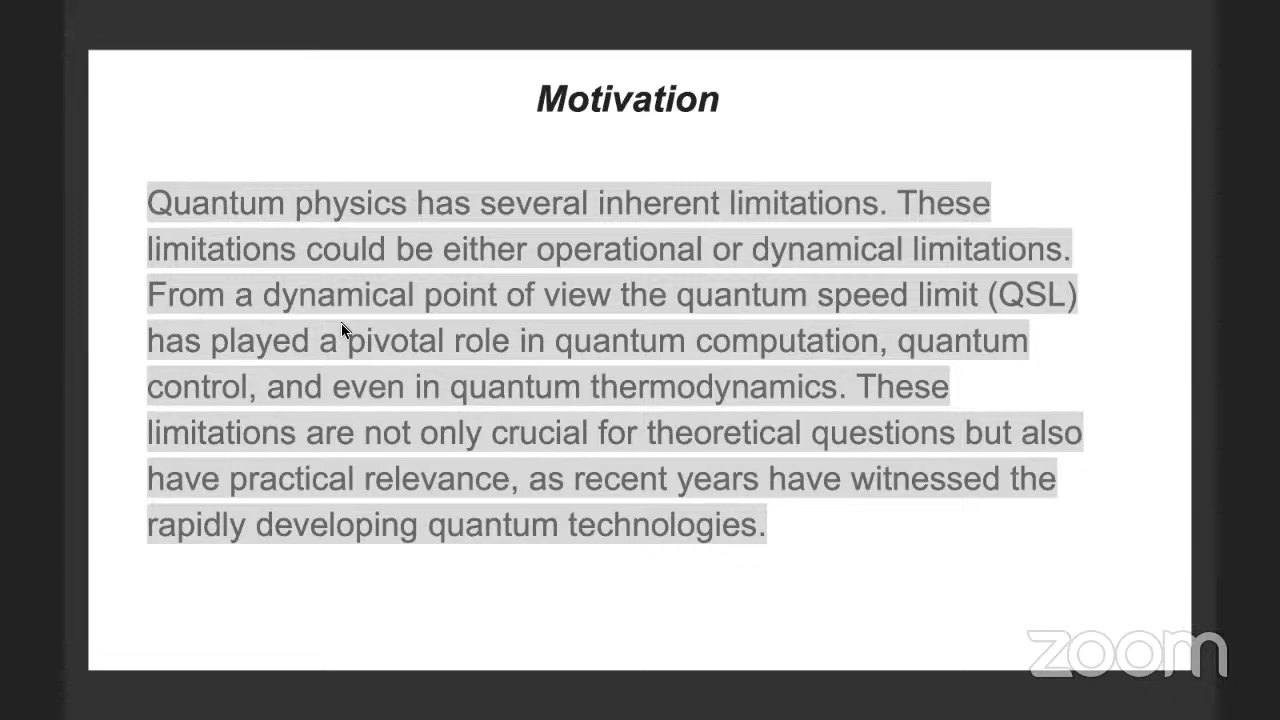 Motivation
Quantum physics has several inherent limitations. These
limitations could be either operational or dynamical limitations.
From a dynamical point of view the quantum speed limit (QSL)
has played a pivotal role in quantum computation, quantum
control, and even in quantum thermodynamics. These
limitations are not only crucial for theoretical questions but also
have practical relevance, as recent years have witnessed the
rapidly developing quantum technologies.
zoom